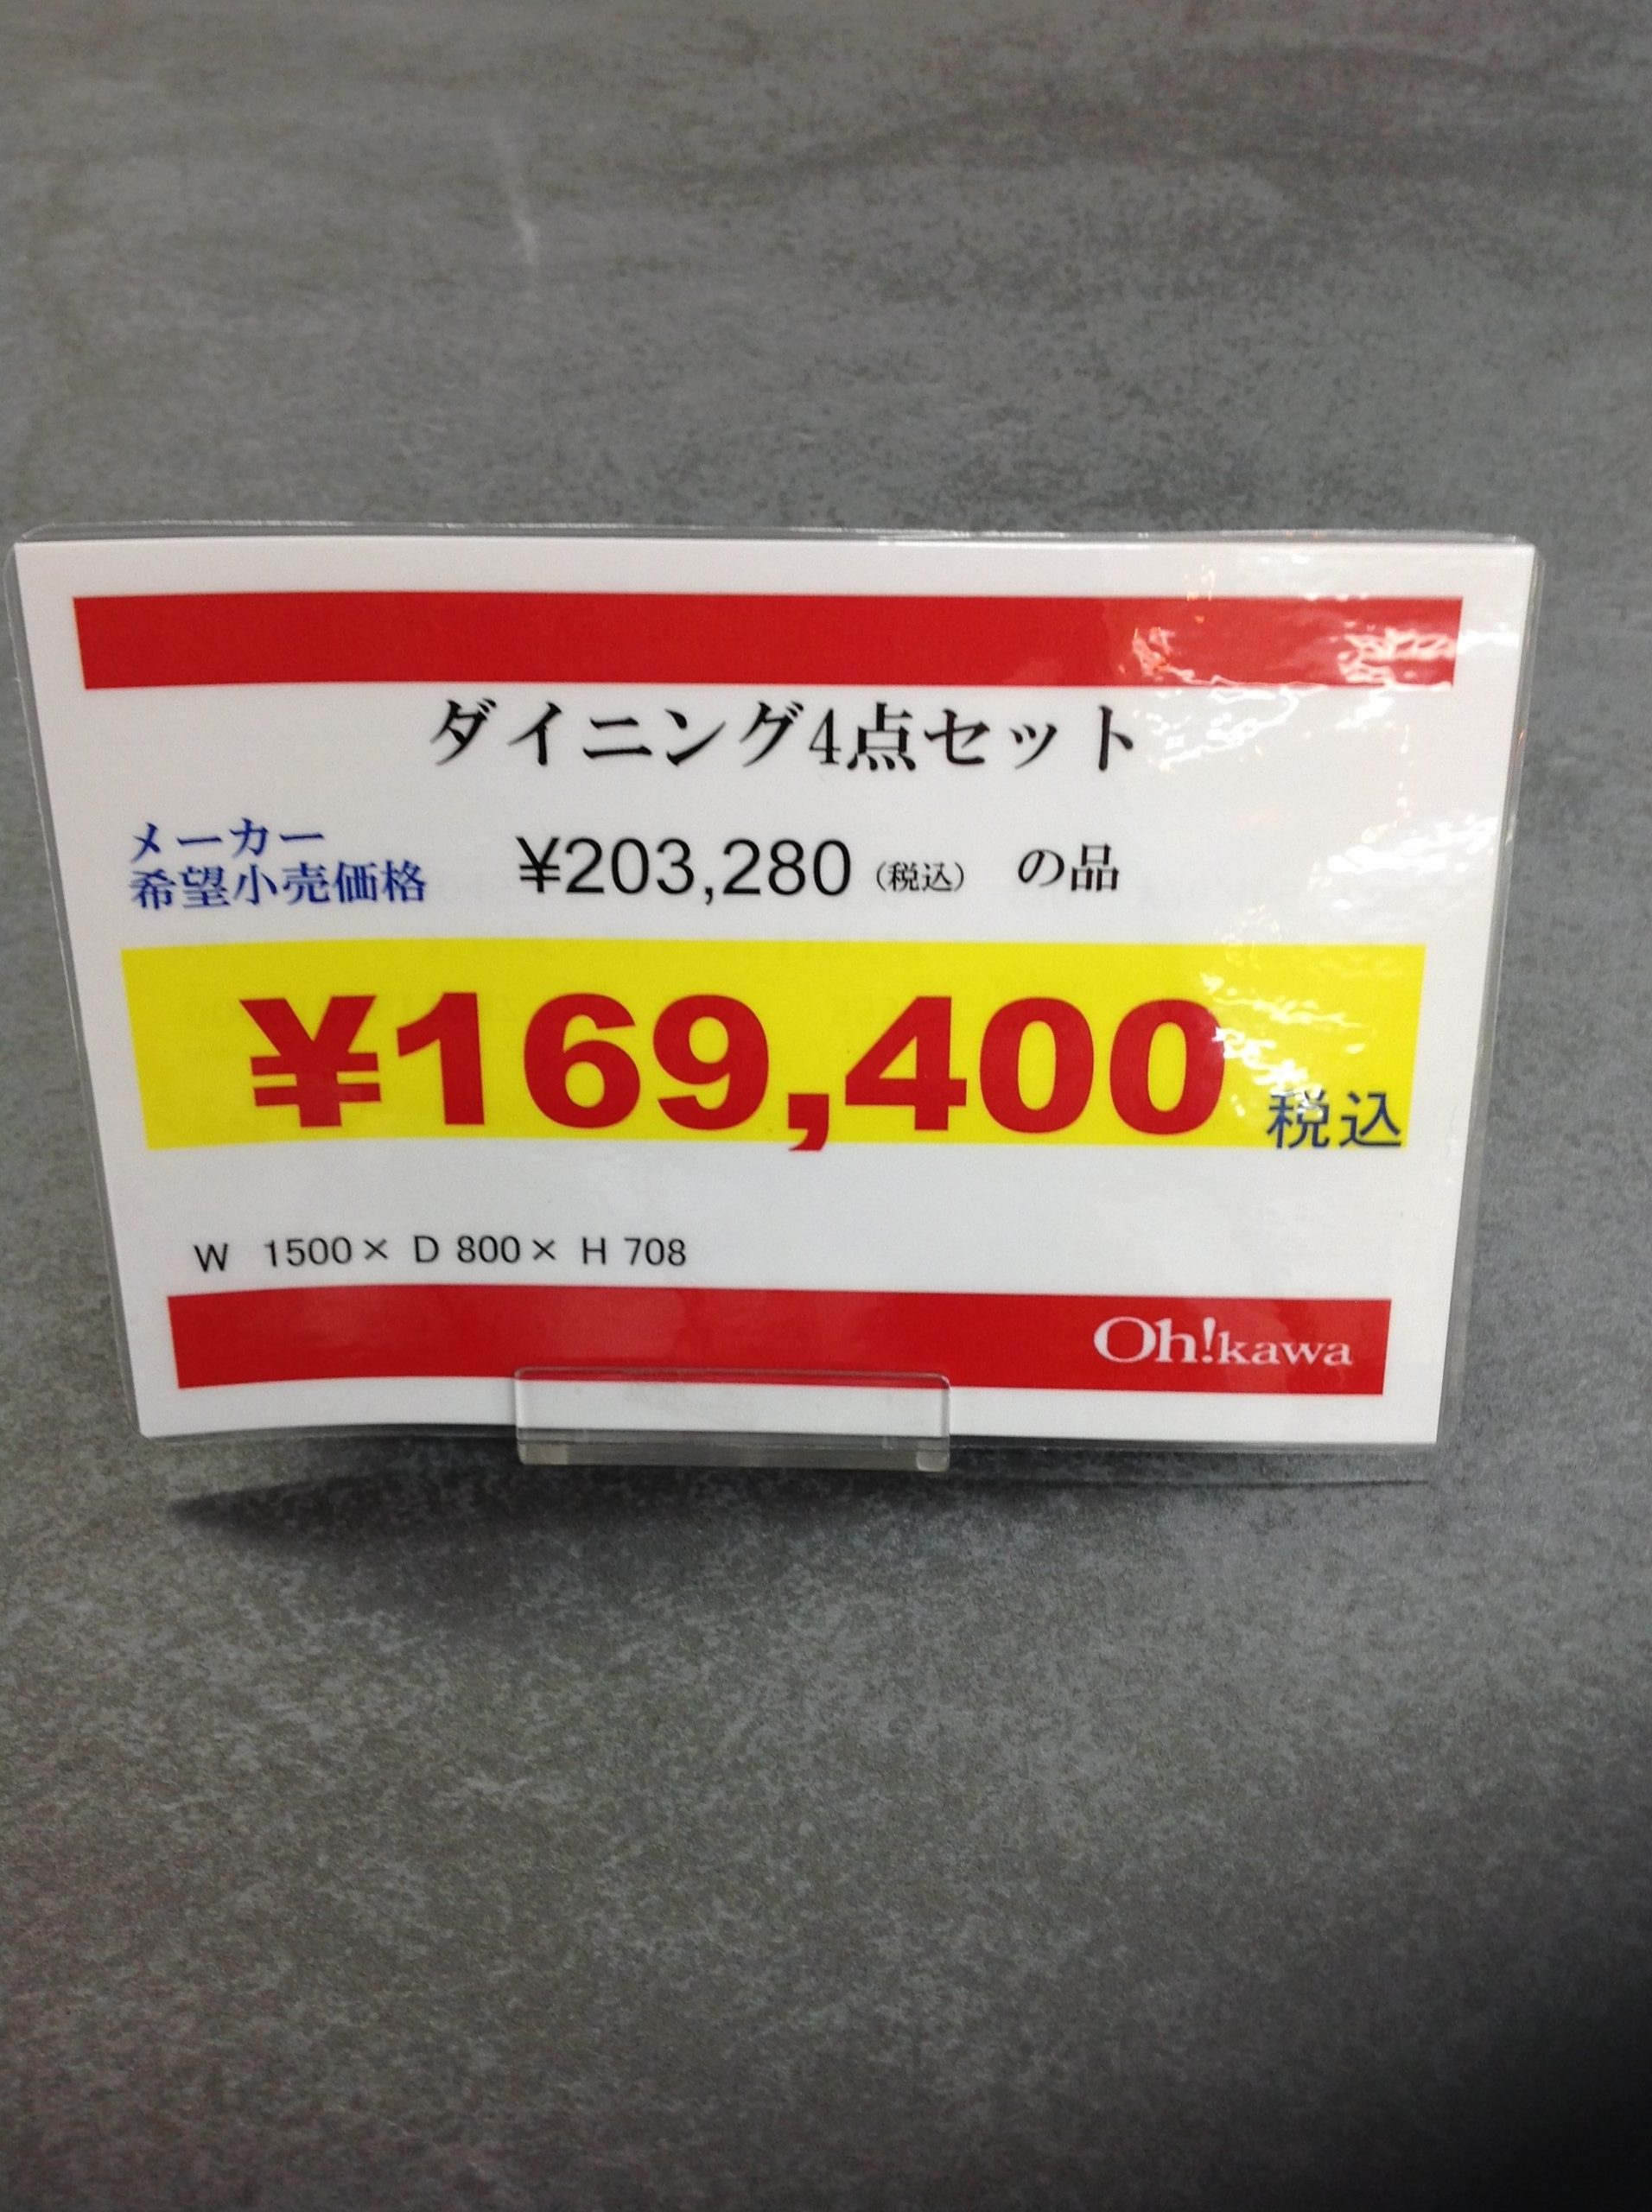 ダイニング4点セット
メーカー
希望小売価格 ¥203,280 (税込) の品
¥169,400 税込
W 1500× D 800× H 708
Oh!kawa